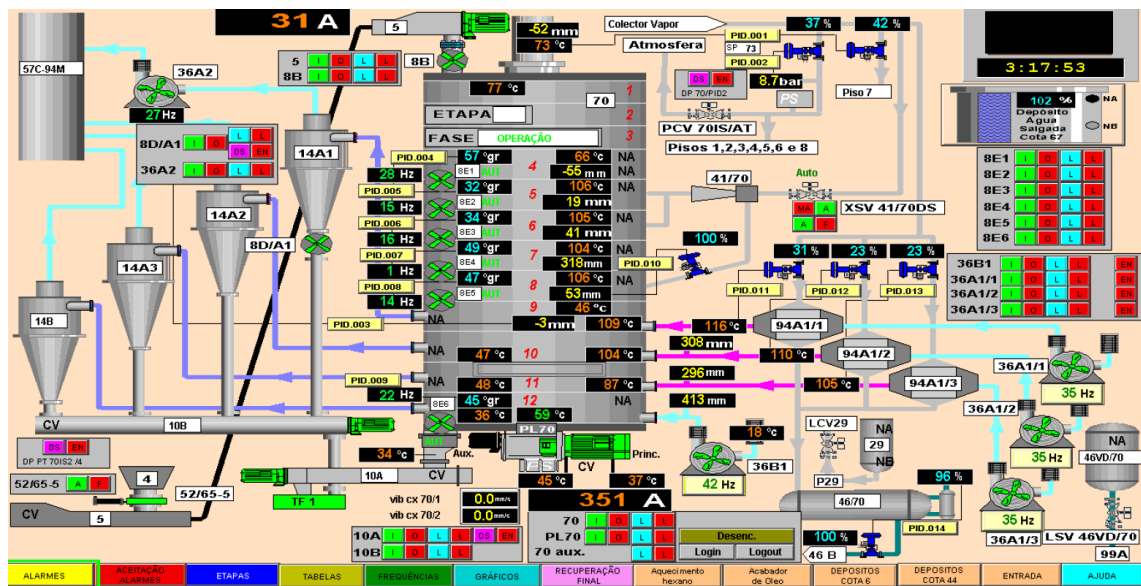 31 A
5
-52 mm
73 °c
Colector Vapor
37 %
42 %
PID.001
SP 73
PID.002
8.7bar
Atmosfera
DS EN
DP 70/PID2
PS
Piso 7
PCV 70IS/AT
Pisos 1,2,3,4,5,6 e 8
3:17:53
102 %
NA
Depósito
Agua
Salgada
Cota 67
NB
57C-94M
36A2
27 Hz
5 I O L L
8B I O L L
8B
77 °c
70
1
ETAPA
2
FASE OPERAÇÃO
3
8D/A1 I O L L
DS EN
36A2 I O L L
14A1
14A2
14A3
14B
8D/A1
PID.004
28 Hz
PID.005
15 Hz
PID.006
16 Hz
PID.007
1 Hz
PID.008
14 Hz
PID.003
PID.009
22 Hz
57 °gr
8E1 AUT
4
66 °c NA
-55 mm NA
32 °gr
8E2 AUT
5
106 °c NA
19 mm
34 °gr
8E3 AUT
6
105 °c NA
41 mm
49 °gr
8E4 AUT
7
104 °c NA
318 mm
47 °gr
8E5 AUT
8
106 °c NA
53 mm
9
46 °c
NA
-3 mm
109 °c
NA
47 °c
10
104 °c
NA
48 °c
11
87 °c
45 °gr
12
NA
8E6
36 °c
59 °c
AUT
PL70
41/70
Auto
MA A
A F
XSV 41/70DS
100 %
PID.010
31 %
23 %
23 %
PID.011
PID.012
PID.013
116 °c
94A1/1
308 mm
110 °c
94A1/2
296 mm
105 °c
94A1/3
413 mm
8E1 I O L L
8E2 I O L L
8E3 I O L L
8E4 I O L L
8E5 I O L L
8E6 I O L L
36B1 I O L L EN
36A1/1 I O L L EN
36A1/2 I O L L EN
36A1/3 I O L L EN
36A1/1
35 Hz
36A1/2
35 Hz
36A1/3
35 Hz
NA
46VD/70
LSV 46VD/70
99A
18 °c
36B1
42 Hz
LCV29
NA
29
NB
P29
46/70
96 %
PID.014
100 %
46 B
CV
10B
DS EN
DP PT 70IS2 /4
52/65-5 A F
4
52/65-5
CV
5
34 °c
Aux.
CV
10A
TF 1
PS
CV
Princ.
45 °c
37 °c
vib cx 70/1
0.0 mm/s
vib cx 70/2
0.0 mm/s
10A I O L L DS EN
10B I O L L
351 A
70 I O L L
PL70 I O L L
70 aux. L L
Desenc.
Login
Logout
ALARMES
ACEITAÇÃO ALARMES
ETAPAS
TABELAS
FREQUÊNCIAS
GRÁFICOS
RECUPERAÇÃO FINAL
Aquecimento hexano
Acabador de Oleo
DEPOSITOS COTA 6
DEPOSITOS COTA 44
ENTRADA
AJUDA